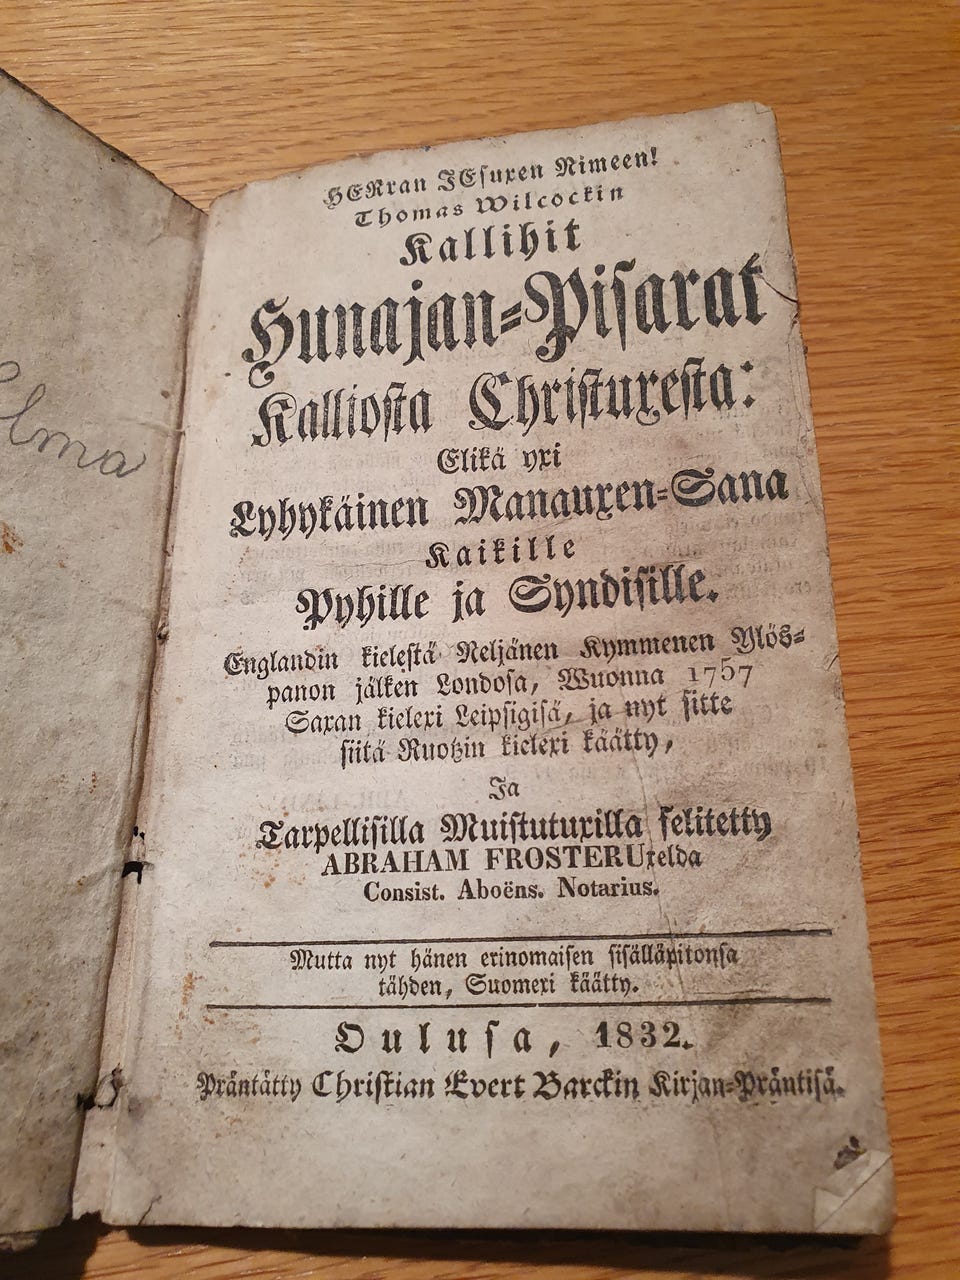 HERran JEsuxen Nimeen!
Thomas Wilcockin
Kallihit
Hunajan-Pisarat
Kalliosta Christuxesta:
Elikä yxi
Lyhykäinen Manauxen-Sana
Kaikille
Pyhille ja Syndisille.
Englandin kielestä Neljänen Kymmenen Ylös-
panon jälken Londosa, Wuonna 1757
Saxan kielexi Leipsigisä, ja nyt sitte
siitä Ruotzin kielexi käätty,
Ja
Tarpellisilla Muistutuxilla selitetty
ABRAHAM FROSTERUxelda
Consist. Aboëns. Notarius.
Mutta nyt hänen erinomaisen sisälläpitonsa
tähden, Suomexi käätty.
Oulusa, 1832.
Präntätty Christian Evert Barckin Kirjan-Präntisä.